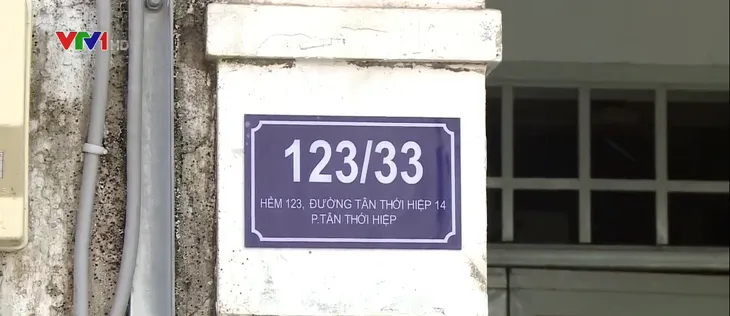 VTV1 HD
123/33
HẺM 123, ĐƯỜNG TÂN THỚI HIỆP 14
P.TÂN THỚI HIỆP